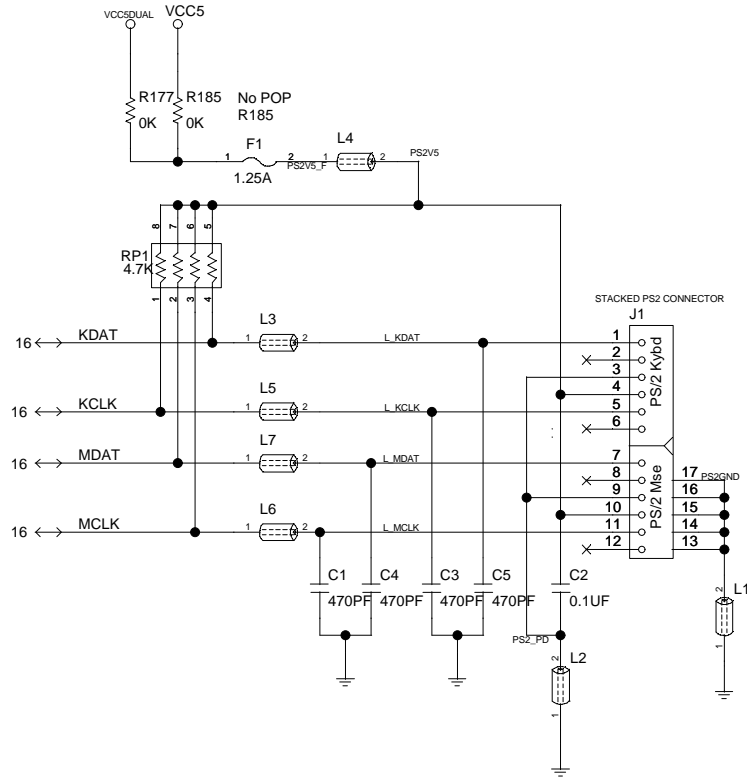 VCC5DUAL VCC5
R177 R185
0K 0K
No POP
R185
F1
1 2
PS2V5_F
1.25A
L4
1 2
PS2V5
8 7 6 5
RP1
4.7K
1 2 3 4
STACKED PS2 CONNECTOR
J1
16 KDAT 1 L3 2 L_KDAT 1
2
3
4
16 KCLK 1 L5 2 L_KCLK 5
6
PS/2 Kybd
16 MDAT 1 L7 2 L_MDAT 7
8
9
10
16 MCLK 1 L6 2 L_MCLK 11
12
PS/2 Mse
17 PS2GND
16
15
14
13
C1 C4 C3 C5 C2
470PF 470PF 470PF 470PF 0.1UF
2 L1
1
PS2_PD
2 L2
1